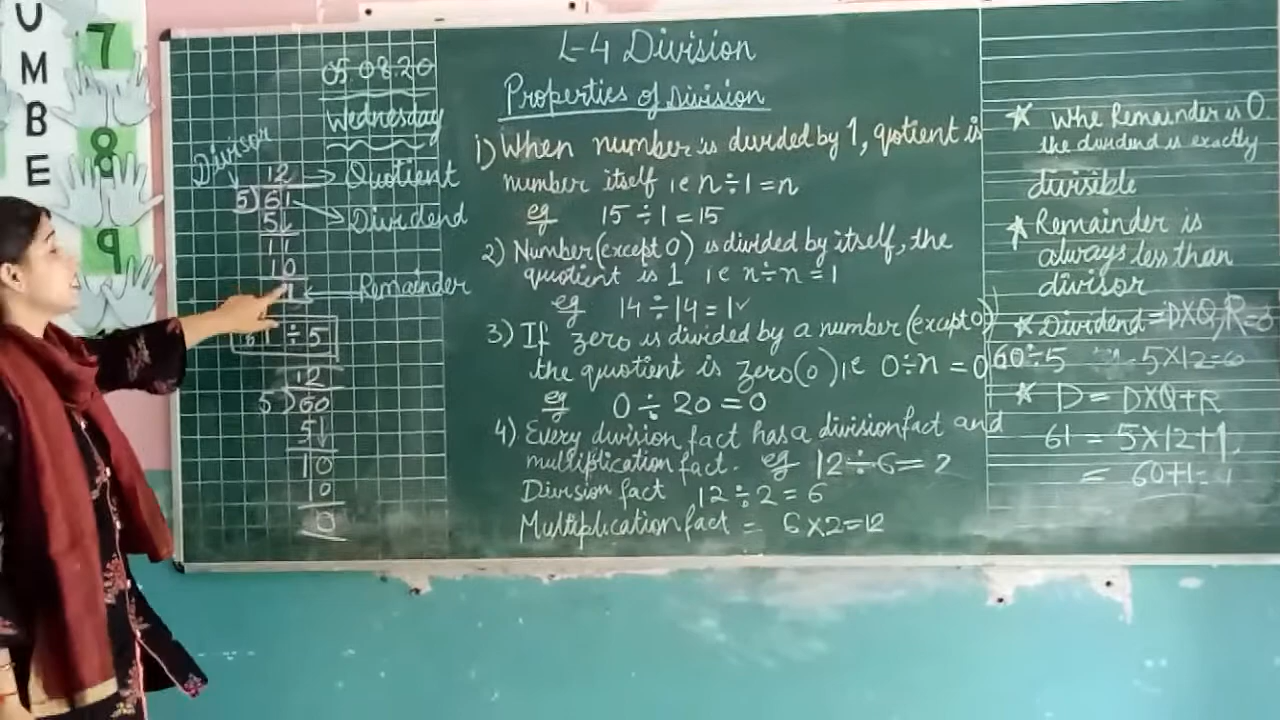 U
M
B
E
7
8
9
05.08.20
Wednesday
Divisor
12 → Quotient
5)61 → Dividend
5↓
11
10
1 ← Remainder
61 ÷ 5
12
5)60
5↓
10
10
0
L-4 Division
Properties of Division
1) When number is divided by 1, quotient is
number itself ie n÷1=n
eg 15÷1=15
2) Number (except 0) is divided by itself, the
quotient is 1 ie n÷n=1
eg 14÷14=1✓
3) If zero is divided by a number (except 0)
the quotient is zero(0) ie 0÷n=0
eg 0÷20=0
4) Every division fact has a division fact and
multiplication fact. eg 12÷6=2
Division fact 12÷2=6
Multiplication fact = 6×2=12
* Whe Remainder is 0
the dividend is exactly
divisible
* Remainder is
always less than
divisor
* Dividend = D×Q, R=0
60÷5 5×12=60
* D = D×Q+R
61 = 5×12+1
= 60+1=